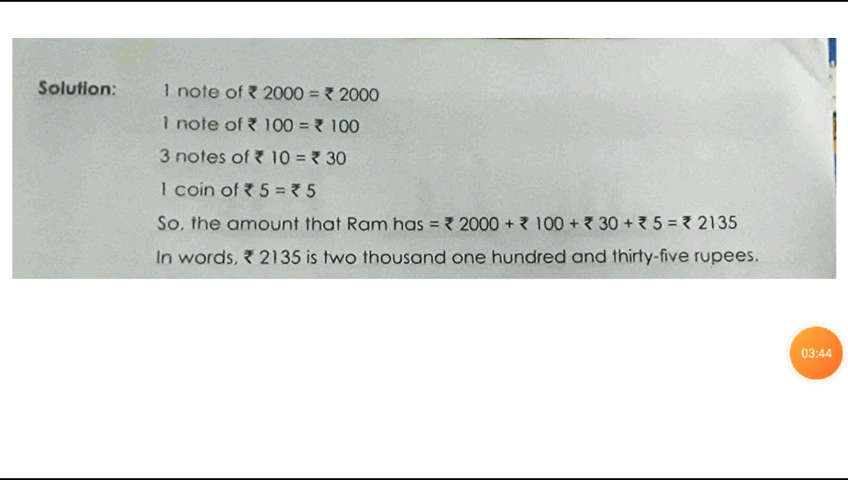 Solution: 1 note of ₹ 2000 = ₹ 2000
1 note of ₹ 100 = ₹ 100
3 notes of ₹ 10 = ₹ 30
1 coin of ₹ 5 = ₹ 5
So, the amount that Ram has = ₹ 2000 + ₹ 100 + ₹ 30 + ₹ 5 = ₹ 2135
In words, ₹ 2135 is two thousand one hundred and thirty-five rupees.
03:44